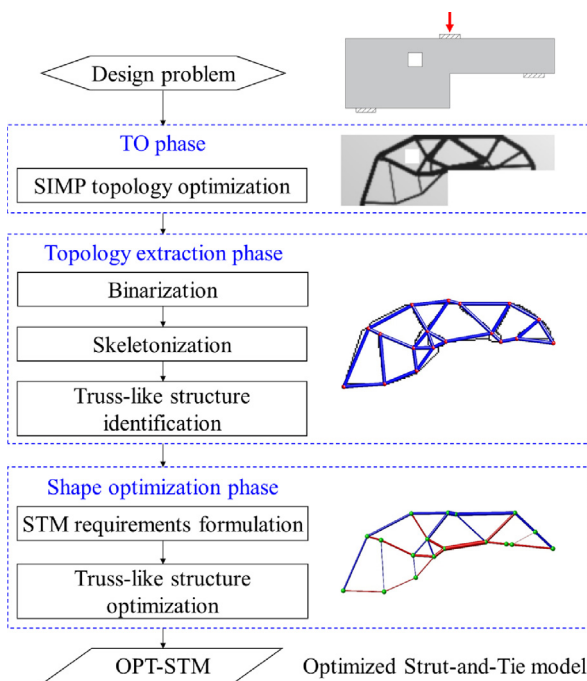 Design problem
TO phase
SIMP topology optimization
Topology extraction phase
Binarization
Skeletonization
Truss-like structure
identification
Shape optimization phase
STM requirements formulation
Truss-like structure
optimization
OPT-STM
Optimized Strut-and-Tie model